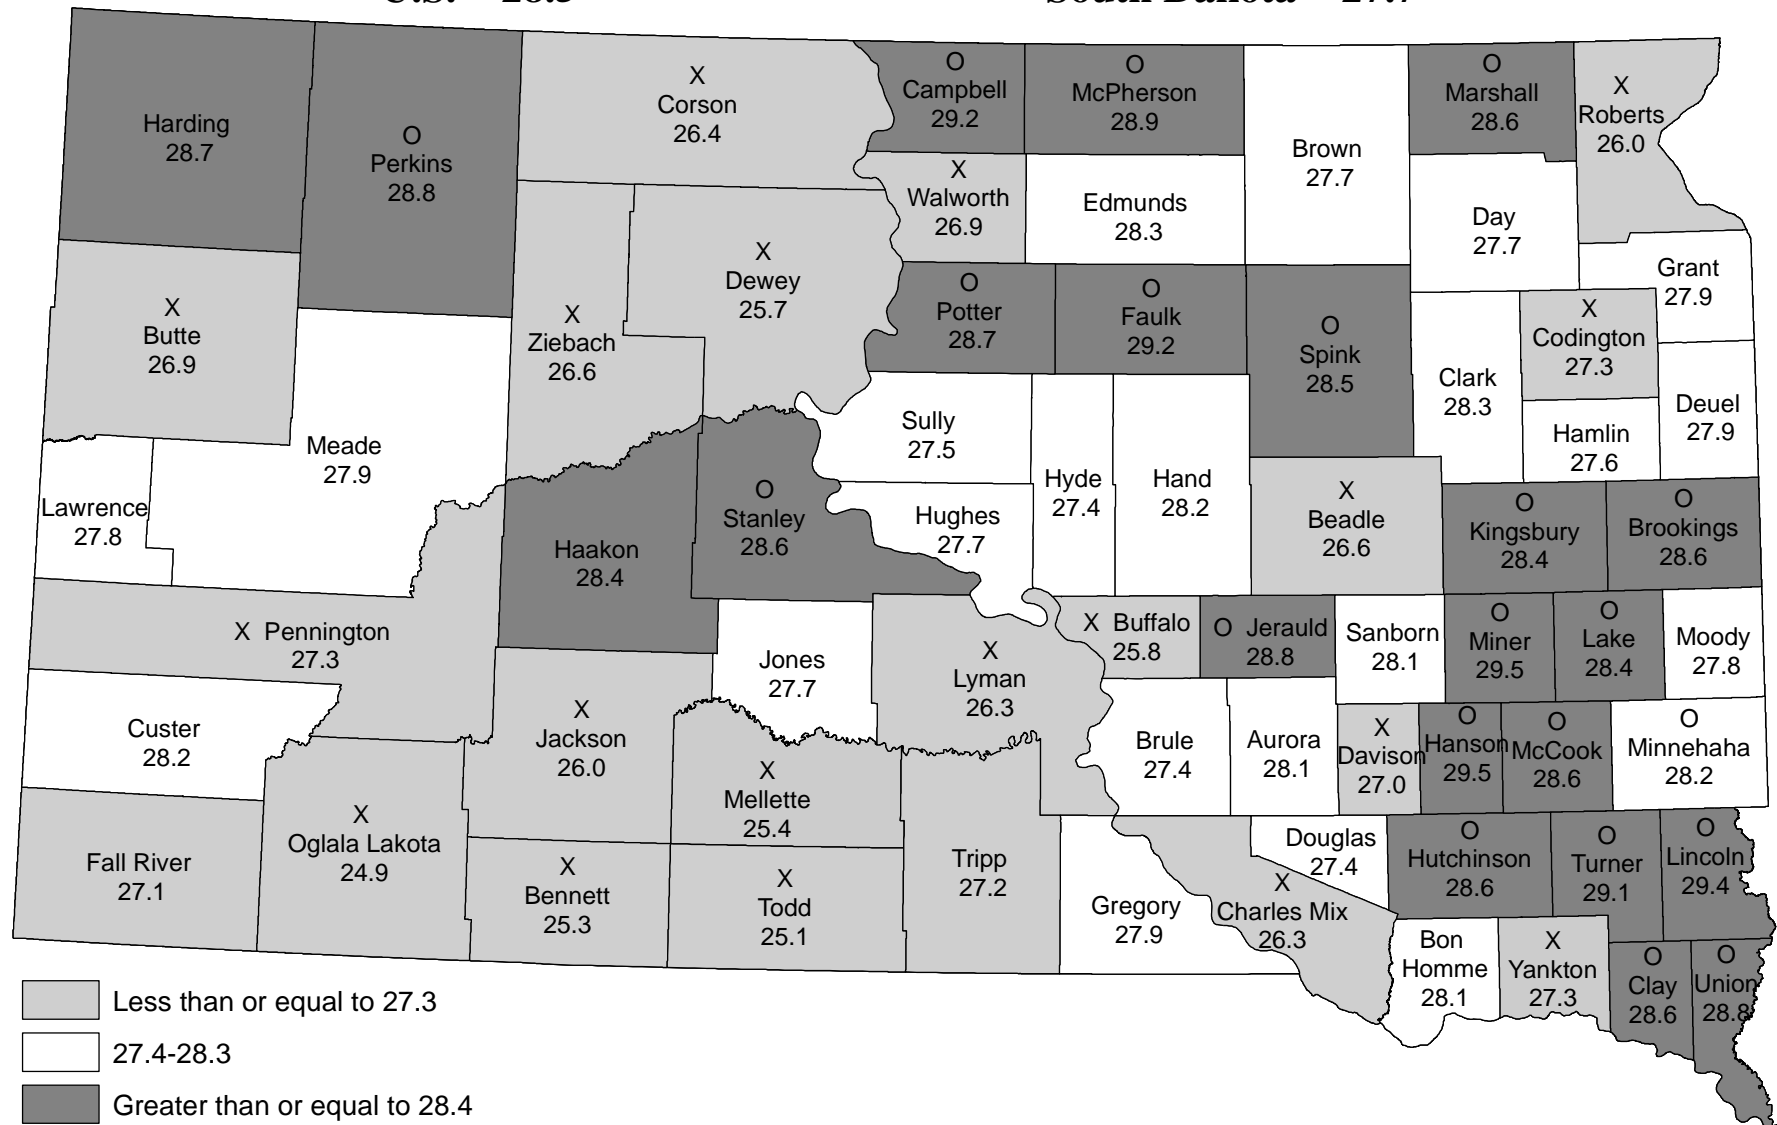 U.S.
South Dakota
Harding
28.7
O
Perkins
28.8
X
Corson
26.4
O
Campbell
29.2
O
McPherson
28.9
Brown
27.7
O
Marshall
28.6
X
Roberts
26.0
X
Walworth
26.9
Edmunds
28.3
Day
27.7
Grant
27.9
X
Butte
26.9
X
Ziebach
26.6
X
Dewey
25.7
O
Potter
28.7
O
Faulk
29.2
O
Spink
28.5
Clark
28.3
X
Codington
27.3
Deuel
27.9
Hamlin
27.6
Meade
27.9
Lawrence
27.8
Sully
27.5
Hyde
27.4
Hand
28.2
Haakon
28.4
O
Stanley
28.6
Hughes
27.7
X
Beadle
26.6
O
Kingsbury
28.4
O
Brookings
28.6
X Pennington
27.3
Jones
27.7
X
Lyman
26.3
X Buffalo
25.8
O Jerauld
28.8
Sanborn
28.1
O
Miner
29.5
O
Lake
28.4
Moody
27.8
Custer
28.2
X
Jackson
26.0
X
Mellette
25.4
Brule
27.4
Aurora
28.1
X
Davison
27.0
O
Hanson
29.5
O
McCook
28.6
O
Minnehaha
28.2
Fall River
27.1
X
Oglala Lakota
24.9
X
Bennett
25.3
X
Todd
25.1
Tripp
27.2
Gregory
27.9
X
Charles Mix
26.3
Douglas
27.4
O
Hutchinson
28.6
O
Turner
29.1
O
Lincoln
29.4
Bon
Homme
28.1
X
Yankton
27.3
O
Clay
28.6
O
Union
28.8
Less than or equal to 27.3
27.4-28.3
Greater than or equal to 28.4